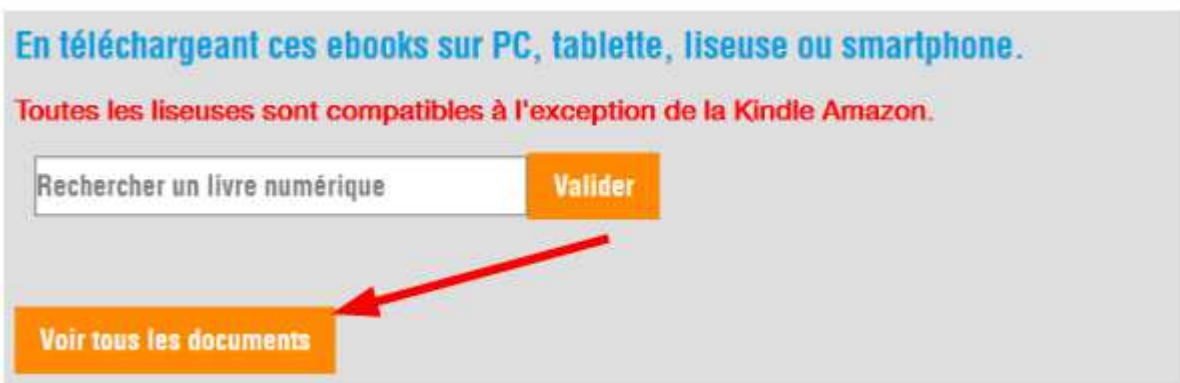 En téléchargeant ces ebooks sur PC, tablette, liseuse ou smartphone.
Toutes les liseuses sont compatibles à l'exception de la Kindle Amazon.
Rechercher un livre numérique Valider
Voir tous les documents